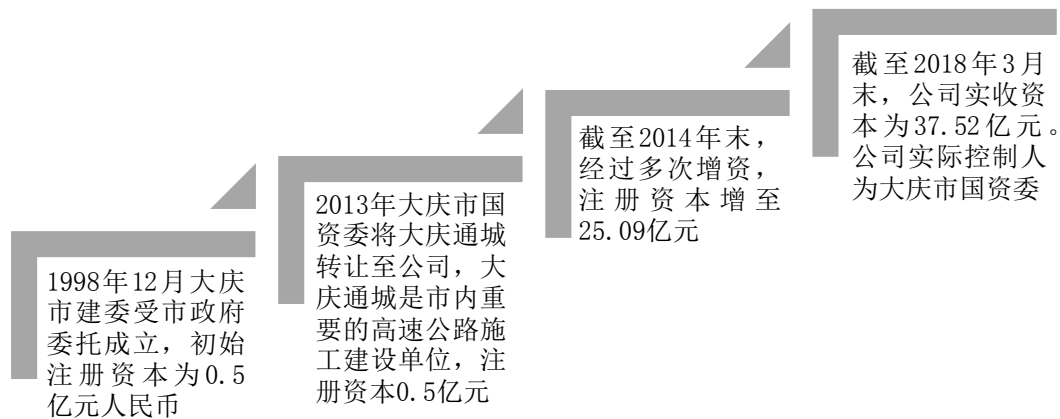 1998年12月大庆
市建委受市政府
委托成立，初始
注册资本为0.5
亿元人民币
2013年大庆市国
资委将大庆通城
转让至公司，大
庆通城是市内重
要的高速公路施
工建设单位，注
册资本0.5亿元
截至2014年末，
经过多次增资，
注册资本增至
25.09亿元
截至2018年3月
末，公司实收资
本为37.52亿元。
公司实际控制人
为大庆市国资委